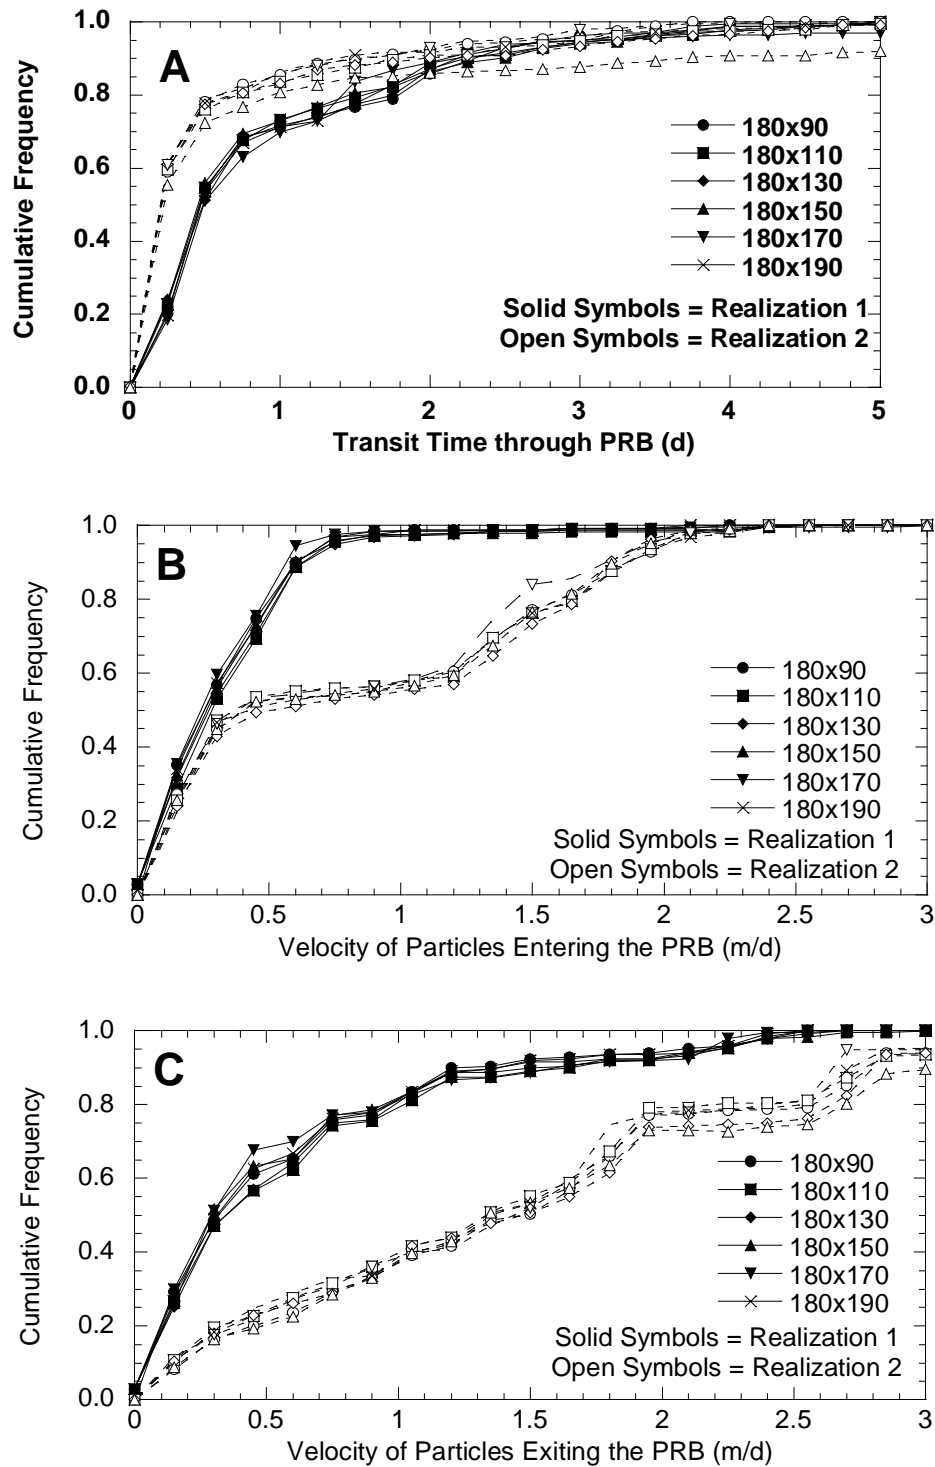 A
1.0
0.8
0.6
0.4
0.2
0.0
Cumulative Frequency
180x90
180x110
180x130
180x150
180x170
180x190
Solid Symbols = Realization 1
Open Symbols = Realization 2
0 1 2 3 4 5
Transit Time through PRB (d)
B
1.0
0.8
0.6
0.4
0.2
0.0
Cumulative Frequency
180x90
180x110
180x130
180x150
180x170
180x190
Solid Symbols = Realization 1
Open Symbols = Realization 2
0 0.5 1 1.5 2 2.5 3
Velocity of Particles Entering the PRB (m/d)
C
1.0
0.8
0.6
0.4
0.2
0.0
Cumulative Frequency
180x90
180x110
180x130
180x150
180x170
180x190
Solid Symbols = Realization 1
Open Symbols = Realization 2
0 0.5 1 1.5 2 2.5 3
Velocity of Particles Exiting the PRB (m/d)